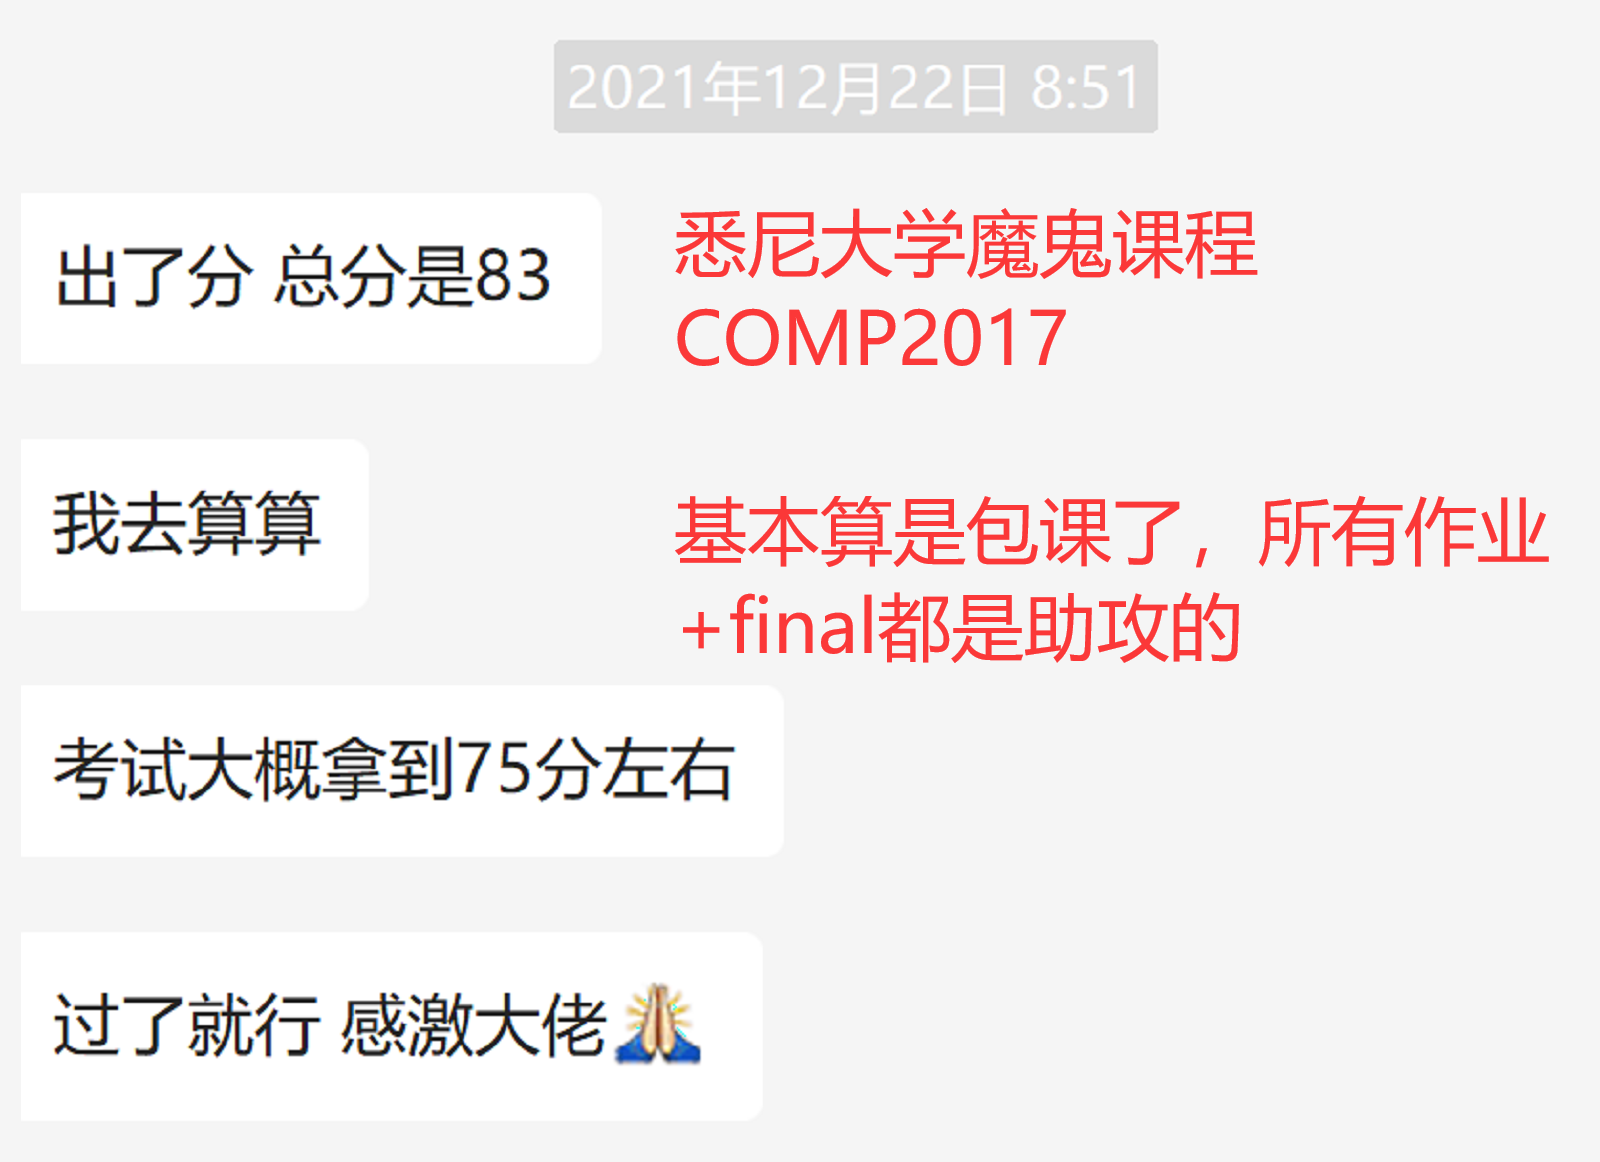 2021年12月22日 8:51
出了分 总分是83
悉尼大学魔鬼课程
COMP2017
我去算算
基本算是包课了，所有作业
+final都是助攻的
考试大概拿到75分左右
过了就行 感激大佬🙏